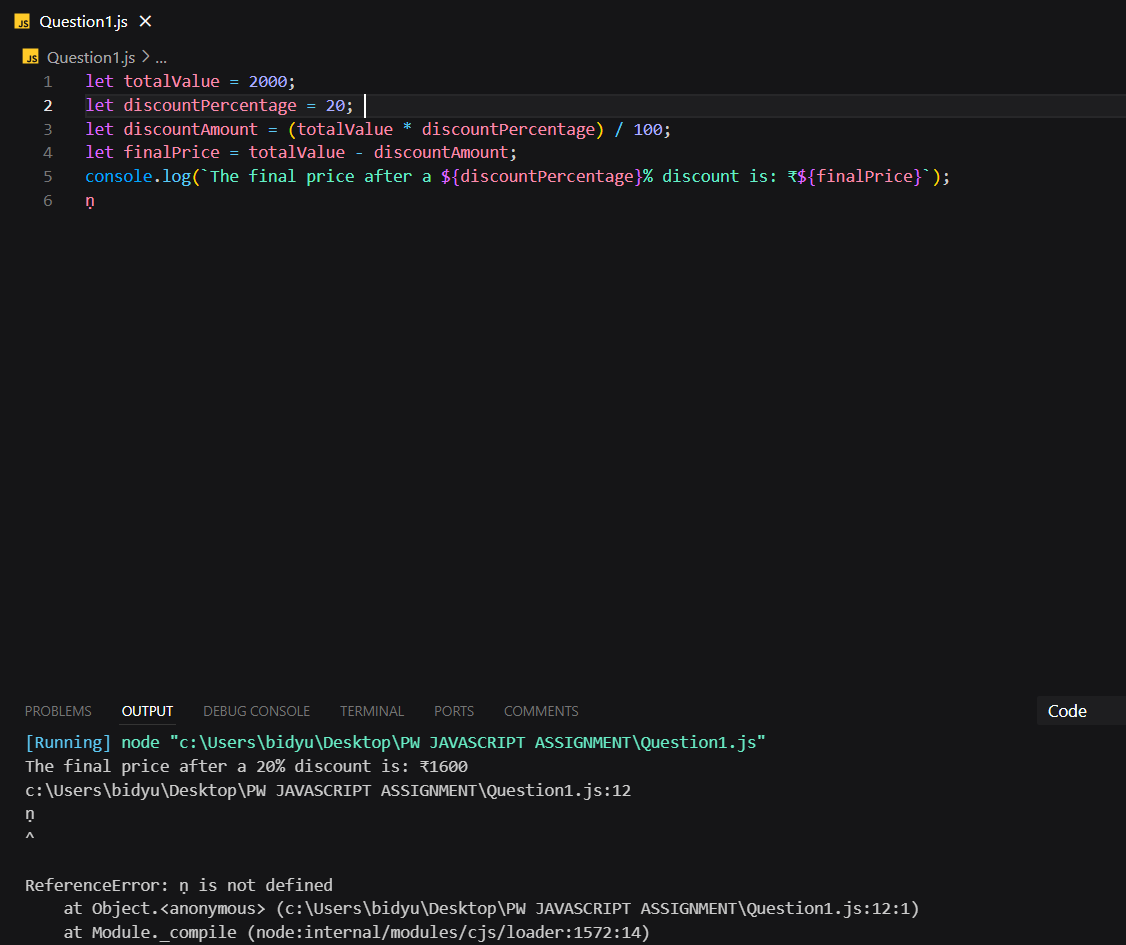 JS Question1.js ✕
JS Question1.js > ...
1 let totalValue = 2000;
2 let discountPercentage = 20;
3 let discountAmount = (totalValue * discountPercentage) / 100;
4 let finalPrice = totalValue - discountAmount;
5 console.log(`The final price after a ${discountPercentage}% discount is: ₹${finalPrice}`);
6 ṇ
PROBLEMS OUTPUT DEBUG CONSOLE TERMINAL PORTS COMMENTS Code
[Running] node "c:\Users\bidyu\Desktop\PW JAVASCRIPT ASSIGNMENT\Question1.js"
The final price after a 20% discount is: ₹1600
c:\Users\bidyu\Desktop\PW JAVASCRIPT ASSIGNMENT\Question1.js:12
ṇ
^
ReferenceError: ṇ is not defined
at Object.<anonymous> (c:\Users\bidyu\Desktop\PW JAVASCRIPT ASSIGNMENT\Question1.js:12:1)
at Module._compile (node:internal/modules/cjs/loader:1572:14)